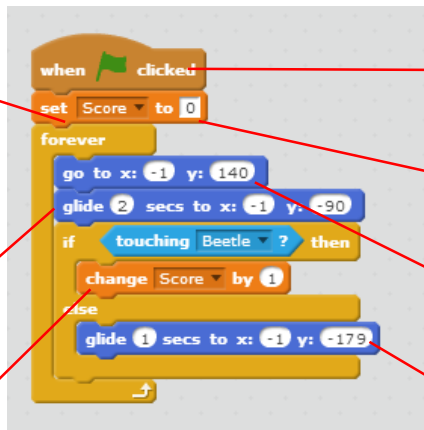 when clicked
set Score to 0
forever
go to x: -1 y: 140
glide 2 secs to x: -1 y: -90
if touching Beetle ? then
change Score by 1
else
glide 1 secs to x: -1 y: -179